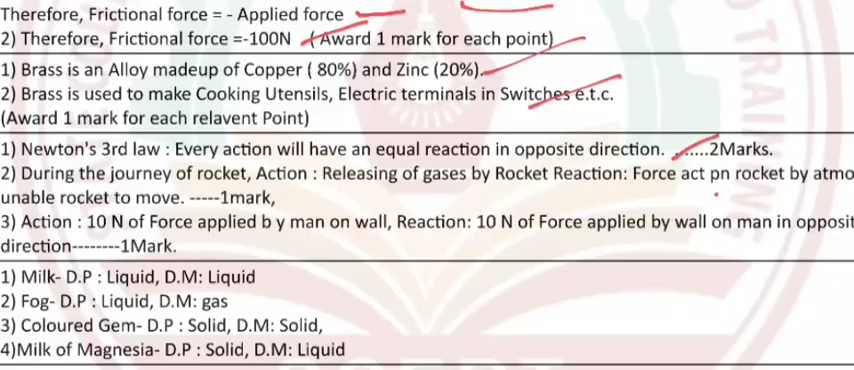 Therefore, Frictional force = - Applied force
2) Therefore, Frictional force =-100N (Award 1 mark for each point)
1) Brass is an Alloy madeup of Copper ( 80%) and Zinc (20%).
2) Brass is used to make Cooking Utensils, Electric terminals in Switches e.t.c.
(Award 1 mark for each relavent Point)
1) Newton's 3rd law : Every action will have an equal reaction in opposite direction. ......2Marks.
2) During the journey of rocket, Action : Releasing of gases by Rocket Reaction: Force act pn rocket by atmo
unable rocket to move. -----1mark,
3) Action : 10 N of Force applied b y man on wall, Reaction: 10 N of Force applied by wall on man in opposit
direction--------1Mark.
1) Milk- D.P : Liquid, D.M: Liquid
2) Fog- D.P : Liquid, D.M: gas
3) Coloured Gem- D.P : Solid, D.M: Solid,
4)Milk of Magnesia- D.P : Solid, D.M: Liquid